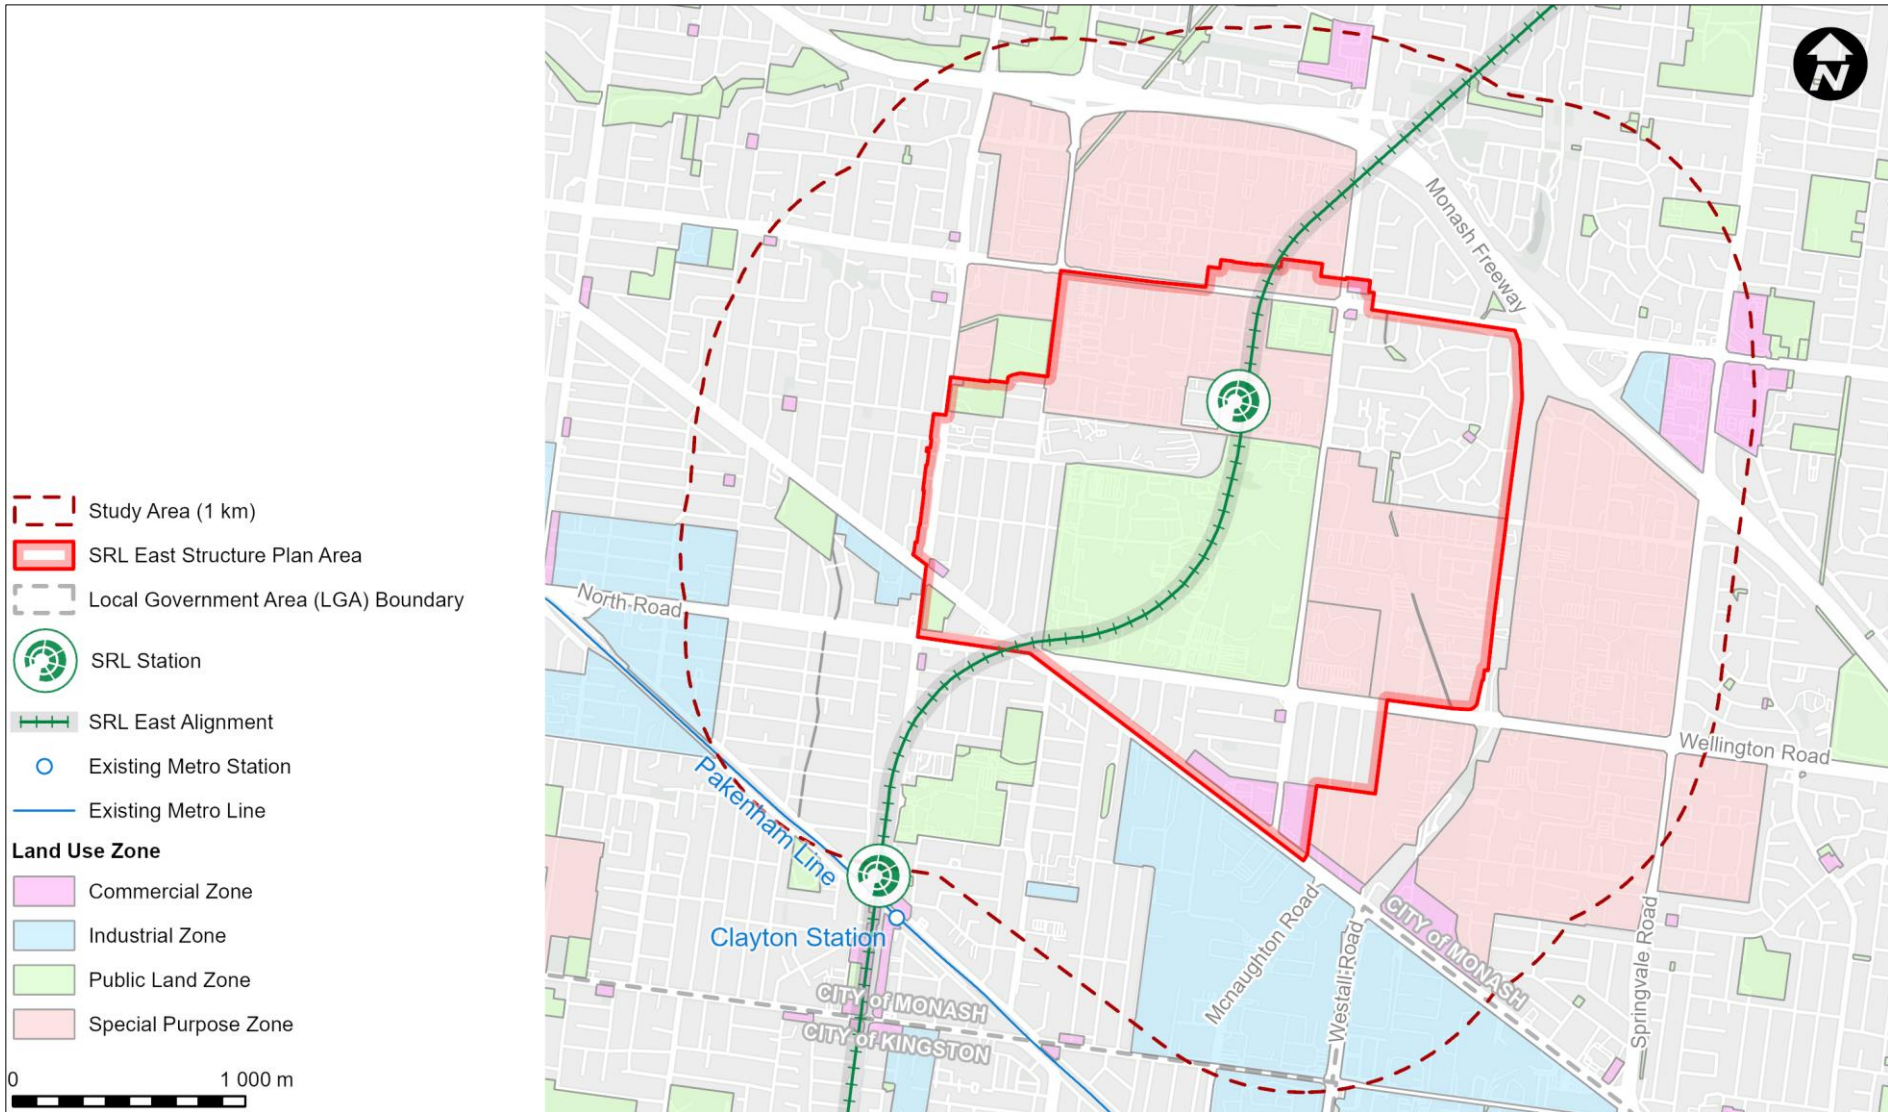 Study Area (1 km)
SRL East Structure Plan Area
Local Government Area (LGA) Boundary
SRL Station
SRL East Alignment
Existing Metro Station
Existing Metro Line
Land Use Zone
Commercial Zone
Industrial Zone
Public Land Zone
Special Purpose Zone
0
1 000 m
N
Monash Freeway
North Road
Wellington Road
Pakenham Line
Clayton Station
Mcnaughton Road
Westall Road
CITY of MONASH
Springvale Road
CITY of MONASH
CITY of KINGSTON